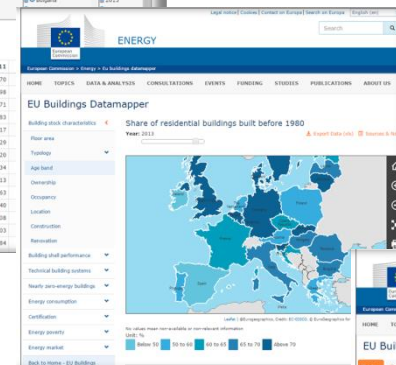 Legal notice | Cookies | Contact on Europa | Search on Europa English (en)
Search
European
Commission
ENERGY
European Commission > Energy > Eu buildings datamapper
HOME TOPICS DATA & ANALYSIS CONSULTATIONS EVENTS FUNDING STUDIES PUBLICATIONS ABOUT US
EU Buildings Datamapper
Building stock characteristics
Floor area
Typology
Age band
Ownership
Occupancy
Location
Construction
Renovation
Building shell performance
Technical building systems
Nearly zero-energy buildings
Energy consumption
Certification
Energy poverty
Energy market
Back to Home - EU Buildings
Share of residential buildings built before 1980
Year: 2013
Export Data (xls) Sources & N
No values mean non-available or non-relevant information
Unit: %
Below 50 50 to 60 60 to 65 65 to 70 Above 70
HOME
EU Buil